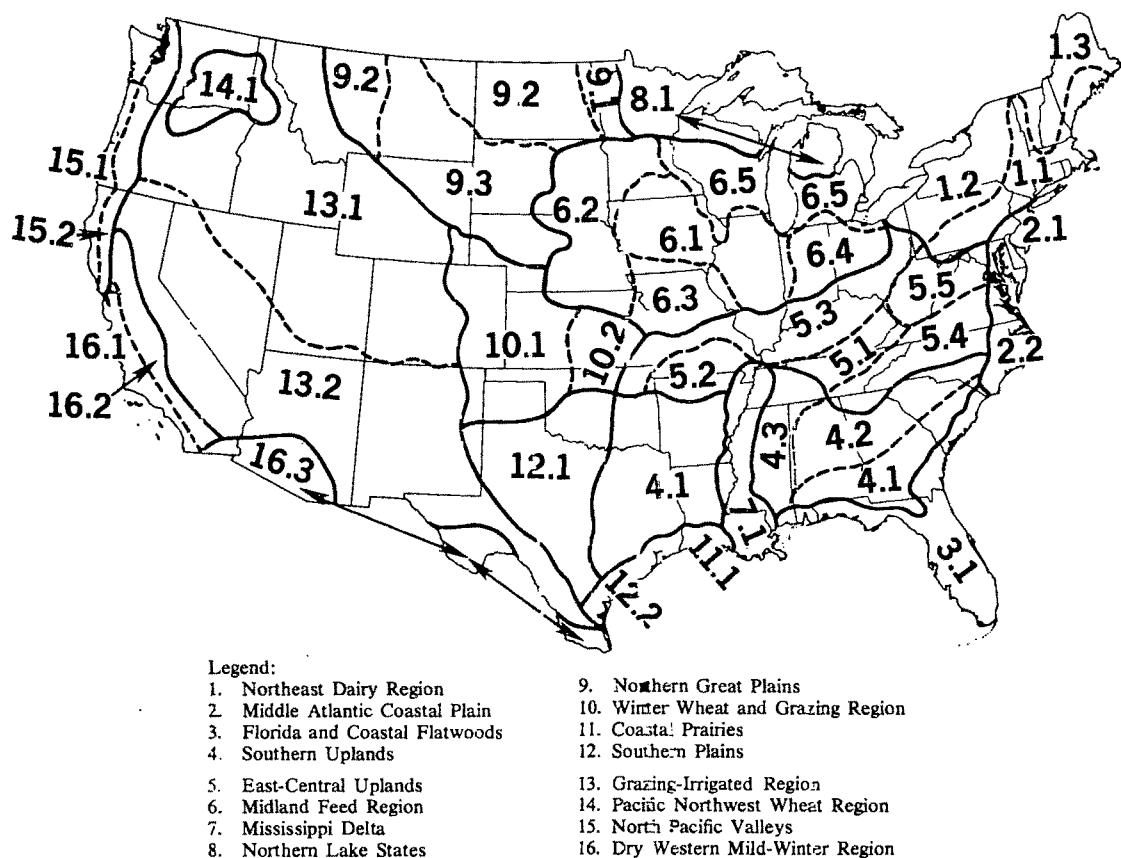 1.3
14.1
9.2
9.2
9.1
8.1
15.1
1.2
1.1
13.1
9.3
6.5
6.5
15.2
6.2
6.1
6.4
2.1
6.3
5.5
5.3
16.1
10.1
10.2
5.1
5.4
2.2
16.2
13.2
5.2
4.3
4.2
16.3
12.1
4.1
4.1
7.1
11.1
3.1
12.2
Legend:
1. Northeast Dairy Region
2. Middle Atlantic Coastal Plain
3. Florida and Coastal Flatwoods
4. Southern Uplands
5. East-Central Uplands
6. Midland Feed Region
7. Mississippi Delta
8. Northern Lake States
9. Northern Great Plains
10. Winter Wheat and Grazing Region
11. Coastal Prairies
12. Southern Plains
13. Grazing-Irrigated Region
14. Pacific Northwest Wheat Region
15. North Pacific Valleys
16. Dry Western Mild-Winter Region